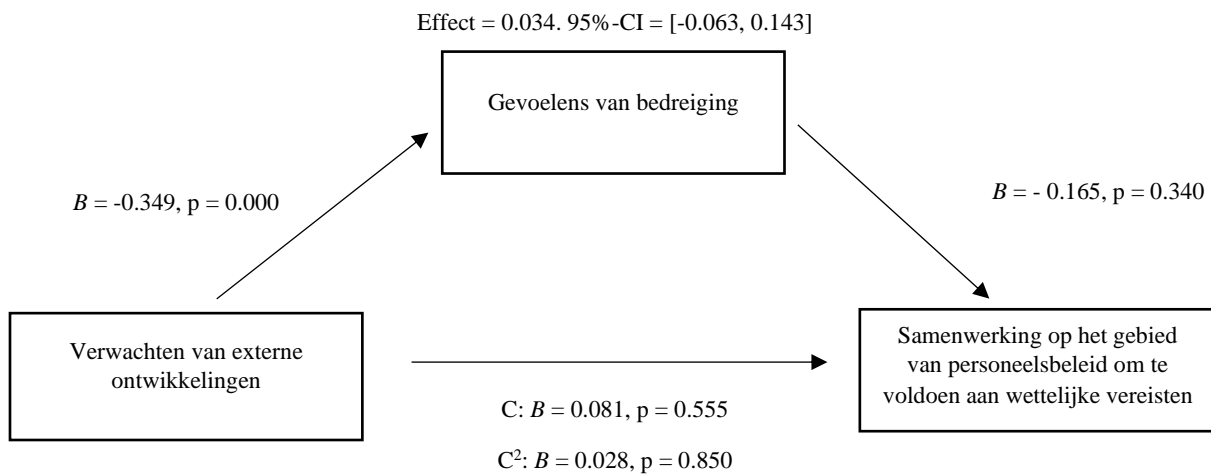 Effect = 0.034. 95%-CI = [-0.063, 0.143]
Gevoelens van bedreiging
B = -0.349, p = 0.000
B = - 0.165, p = 0.340
Verwachten van externe
ontwikkelingen
Samenwerking op het gebied
van personeelsbeleid om te
voldoen aan wettelijke vereisten
C: B = 0.081, p = 0.555
C²: B = 0.028, p = 0.850